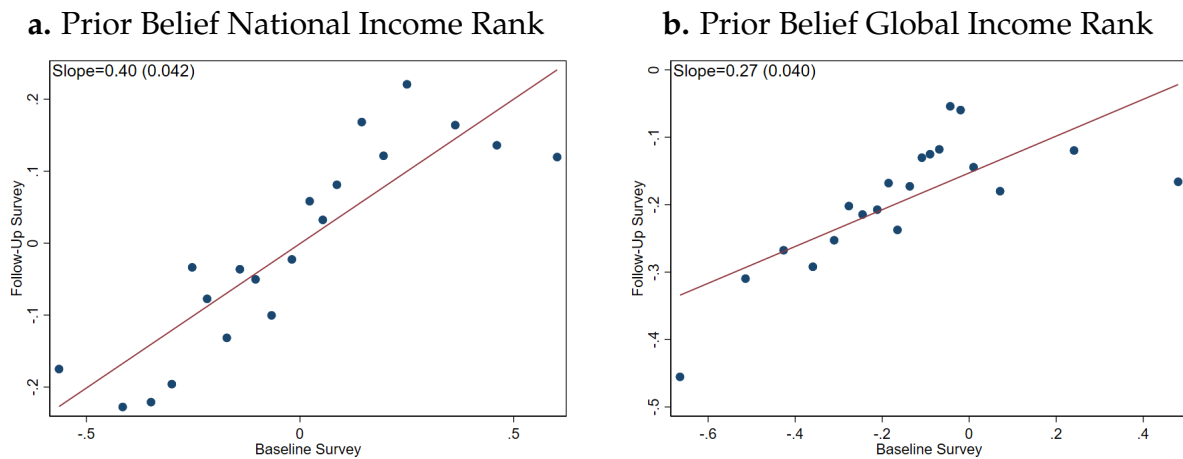 a. Prior Belief National Income Rank
Slope=0.40 (0.042)
Follow-Up Survey
.2
.1
0
-.1
-.2
-.5
0
.5
Baseline Survey
b. Prior Belief Global Income Rank
Slope=0.27 (0.040)
Follow-Up Survey
0
-.1
-.2
-.3
-.4
-.5
-.6
-.4
-.2
0
.2
.4
Baseline Survey